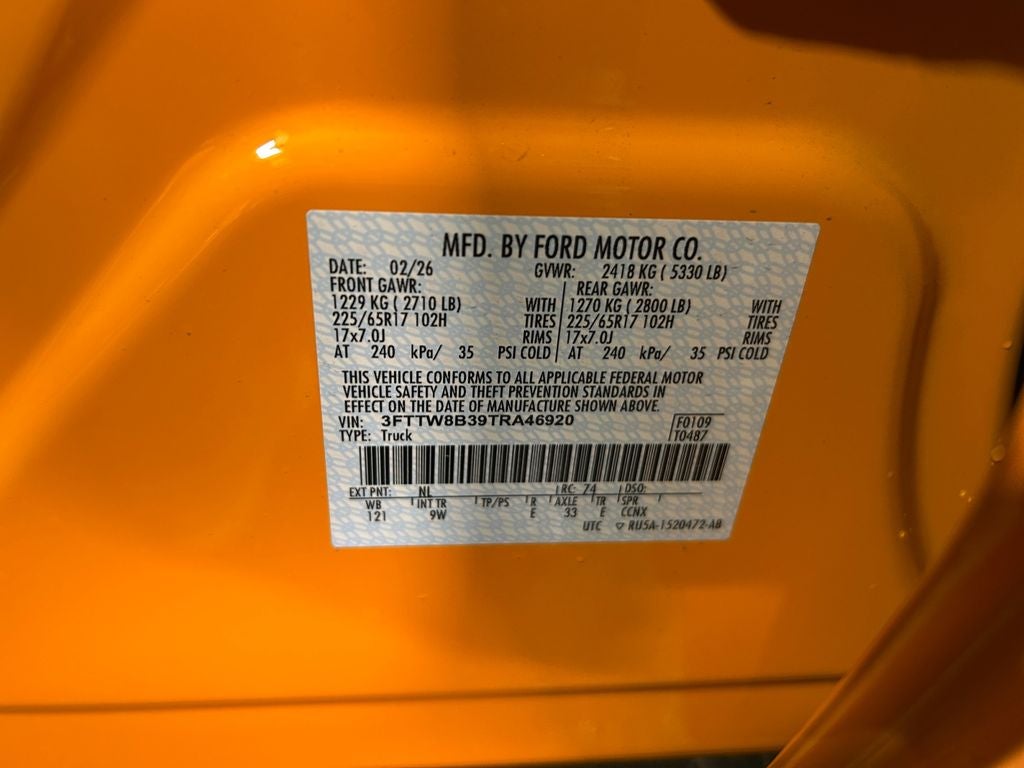 MFD. BY FORD MOTOR CO.
DATE: 02/26 GVWR: 2418 KG ( 5330 LB)
FRONT GAWR: REAR GAWR:
1229 KG ( 2710 LB) WITH 1270 KG ( 2800 LB) WITH
225/65R17 102H TIRES 225/65R17 102H TIRES
17x7.0J RIMS 17x7.0J RIMS
AT 240 kPa/ 35 PSI COLD AT 240 kPa/ 35 PSI COLD
THIS VEHICLE CONFORMS TO ALL APPLICABLE FEDERAL MOTOR
VEHICLE SAFETY AND THEFT PREVENTION STANDARDS IN
EFFECT ON THE DATE OF MANUFACTURE SHOWN ABOVE.
VIN: 3FTTW8B39TRA46920 F0109
TYPE: Truck T0487
EXT PNT: NL RC: 74 DSO:
WB INT TR TP/PS R AXLE TR SPR
121 9W E 33 E CCNX
UTC ▽ RU5A-1520472-AB